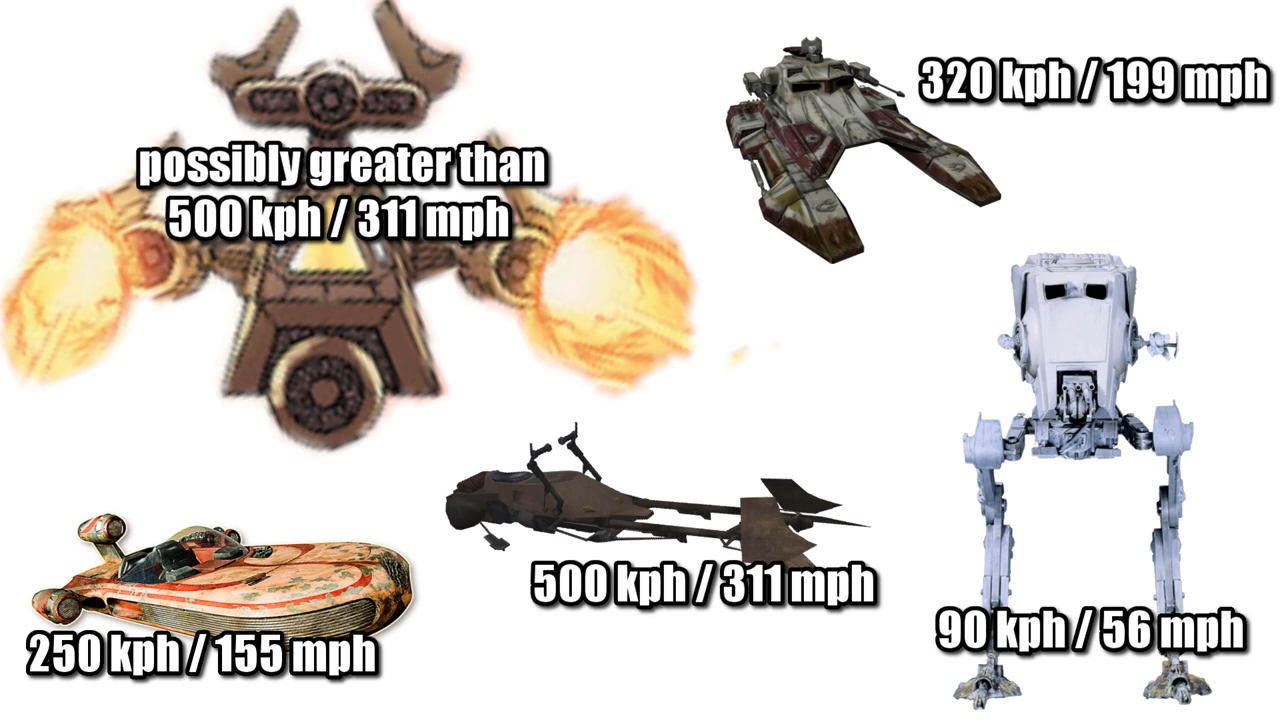 possibly greater than
500 kph / 311 mph
320 kph / 199 mph
500 kph / 311 mph
250 kph / 155 mph
90 kph / 56 mph